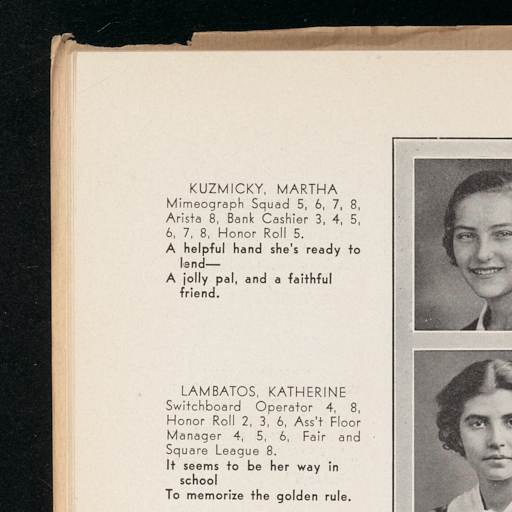 KUZMICKY, MARTHA
Mimeograph Squad 5, 6, 7, 8,
Arista 8, Bank Cashier 3, 4, 5,
6, 7, 8, Honor Roll 5.
A helpful hand she's ready to
lend—
A jolly pal, and a faithful
friend.
LAMBATOS, KATHERINE
Switchboard Operator 4, 8,
Honor Roll 2, 3, 6, Ass't Floor
Manager 4, 5, 6, Fair and
Square League 8.
It seems to be her way in
school
To memorize the golden rule.